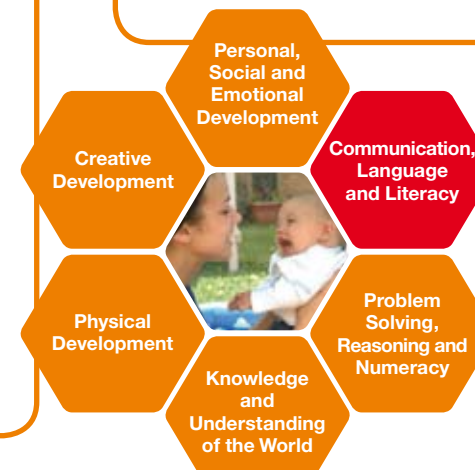 Personal,
Social and
Emotional
Development
Communication,
Language
and Literacy
Problem
Solving,
Reasoning and
Numeracy
Knowledge
and
Understanding
of the World
Physical
Development
Creative
Development